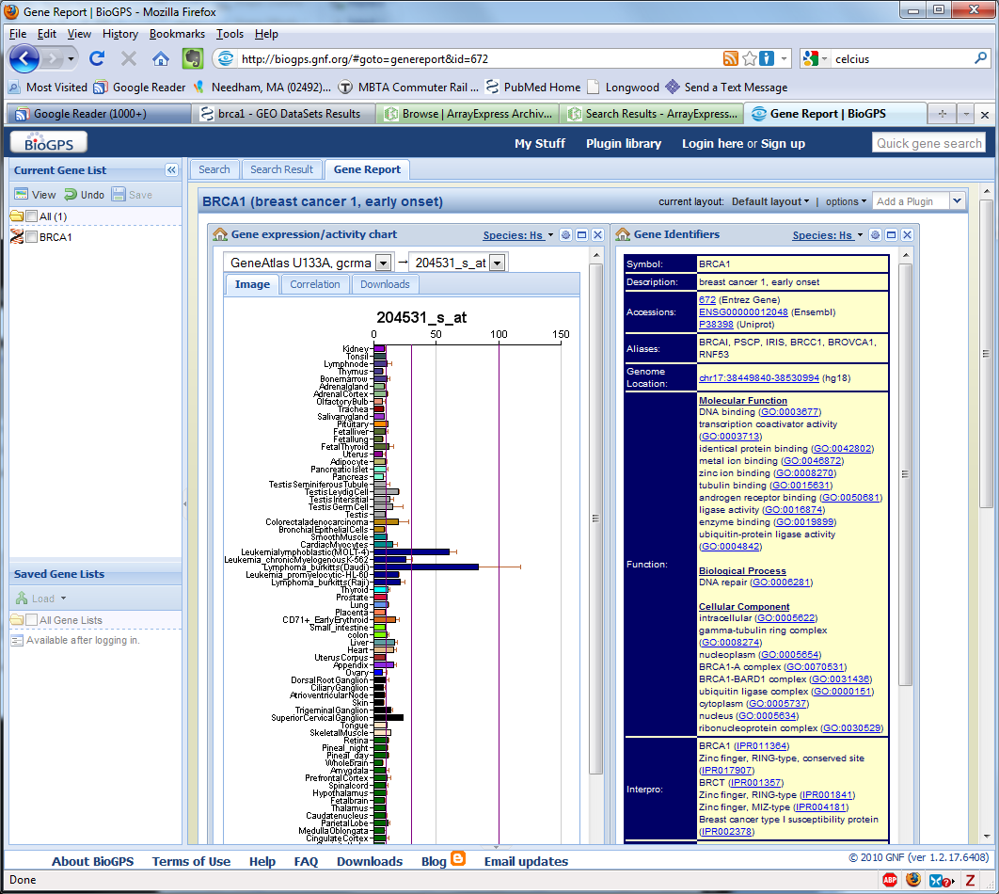 Gene Report | BioGPS - Mozilla Firefox
File Edit View History Bookmarks Tools Help
http://biogps.gnf.org/#goto=genereport&id=672
celcius
Most Visited Google Reader Needham, MA (02492)... MBTA Commuter Rail ... PubMed Home Longwood Send a Text Message
Google Reader (1000+) brca1 - GEO DataSets Results Browse | ArrayExpress Archiv... Search Results - ArrayExpress... Gene Report | BioGPS
BioGPS
My Stuff Plugin library Login here or Sign up
Quick gene search
Current Gene List
View Undo Save
All (1)
BRCA1
Saved Gene Lists
Load
All Gene Lists
Available after logging in.
Search Search Result Gene Report
BRCA1 (breast cancer 1, early onset)
current layout: Default layout | options
Add a Plugin
Gene expression/activity chart
Species: Hs
GeneAtlas U133A, gcrma → 204531_s_at
Image Correlation Downloads
204531_s_at
0 50 100 150
Kidney
Tonsil
Lymphnode
Thymus
Bonemarrow
Adrenalgland
AdrenalCortex
OlfactoryBulb
Trachea
Salivarygland
Pituitary
Fetalliver
Fetallung
FetalThyroid
Uterus
Adipocyte
PancreaticIslet
Pancreas
TestisSeminiferousTubule
TestisLeydigCell
TestisIntersitial
TestisGermCell
Testis
Colorectaladenocarcinoma
BronchialEpithelialCells
SmoothMuscle
CardiacMyocytes
Leukemialymphoblastic(MOLT-4)
Leukemia_chronicMyelogenousK-562
Lymphoma_burkitts(Daudi)
Leukemia_promyelocytic-HL-60
Lymphoma_burkitts(Raji)
Thyroid
Prostate
Lung
Placenta
CD71+_EarlyErythroid
Small_intestine
colon
Liver
Heart
UterusCorpus
Appendix
Ovary
DorsalRootGanglion
CiliaryGanglion
AtrioventricularNode
Skin
TrigeminalGanglion
SuperiorCervicalGanglion
Tongue
SkeletalMuscle
Retina
Pineal_night
Pineal_day
WholeBrain
Amygdala
PrefrontalCortex
Spinalcord
Hypothalamus
Fetalbrain
Thalamus
Caudatenucleus
ParietalLobe
MedullaOblongata
CingulateCortex
Gene Identifiers
Species: Hs
Symbol: BRCA1
Description: breast cancer 1, early onset
Accessions:
672 (Entrez Gene)
ENSG00000012048 (Ensembl)
P38398 (Uniprot)
Aliases:
BRCAI, PSCP, IRIS, BRCC1, BROVCA1,
RNF53
Genome
Location:
chr17:38449840-38530994 (hg18)
Function:
Molecular Function
DNA binding (GO:0003677)
transcription coactivator activity
(GO:0003713)
identical protein binding (GO:0042802)
metal ion binding (GO:0046872)
zinc ion binding (GO:0008270)
tubulin binding (GO:0015631)
androgen receptor binding (GO:0050681)
ligase activity (GO:0016874)
enzyme binding (GO:0019899)
ubiquitin-protein ligase activity
(GO:0004842)
Biological Process
DNA repair (GO:0006281)
Cellular Component
intracellular (GO:0005622)
gamma-tubulin ring complex
(GO:0008274)
nucleoplasm (GO:0005654)
BRCA1-A complex (GO:0070531)
BRCA1-BARD1 complex (GO:0031436)
ubiquitin ligase complex (GO:0000151)
cytoplasm (GO:0005737)
nucleus (GO:0005634)
ribonucleoprotein complex (GO:0030529)
Interpro:
BRCA1 (IPR011364)
Zinc finger, RING-type, conserved site
(IPR017907)
BRCT (IPR001357)
Zinc finger, RING-type (IPR001841)
Zinc finger, MIZ-type (IPR004181)
Breast cancer type I susceptibility protein
(IPR002378)
About BioGPS Terms of Use Help FAQ Downloads Blog Email updates
© 2010 GNF (ver 1.2.17.6408)
Done
ABP